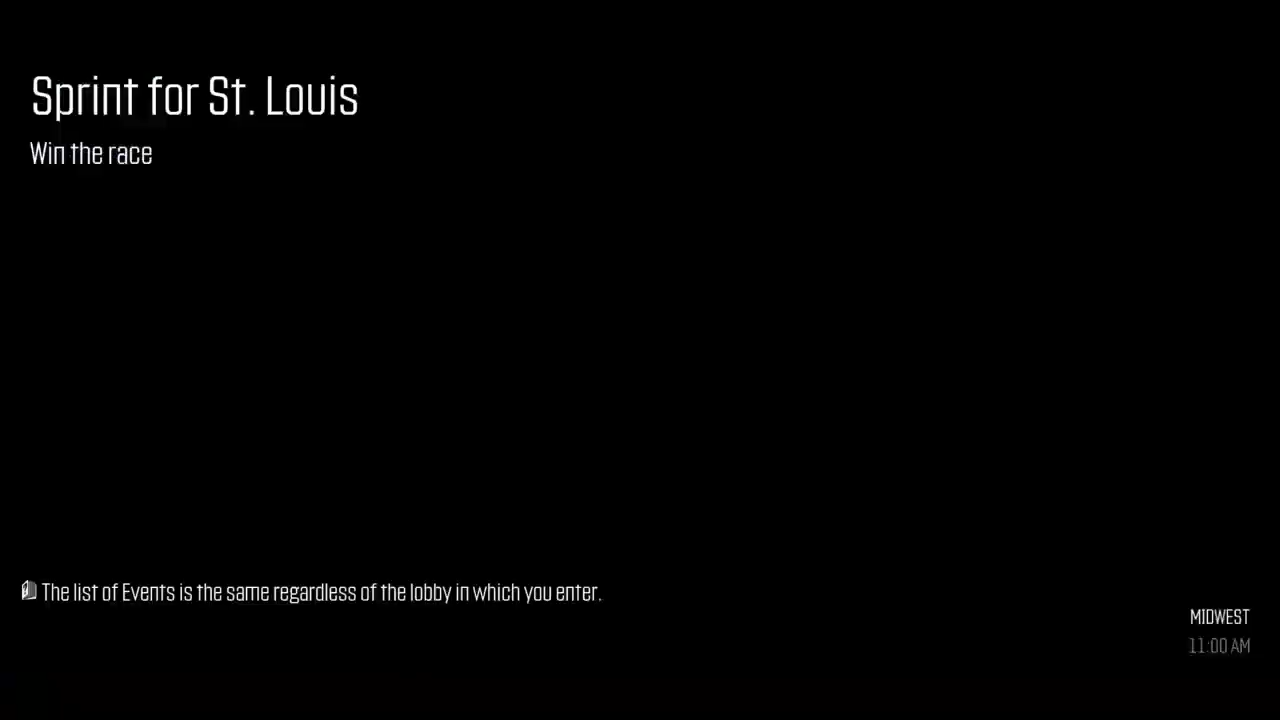 Sprint for St. Louis
Win the race
The list of Events is the same regardless of the lobby in which you enter.
MIDWEST
11:00 AM